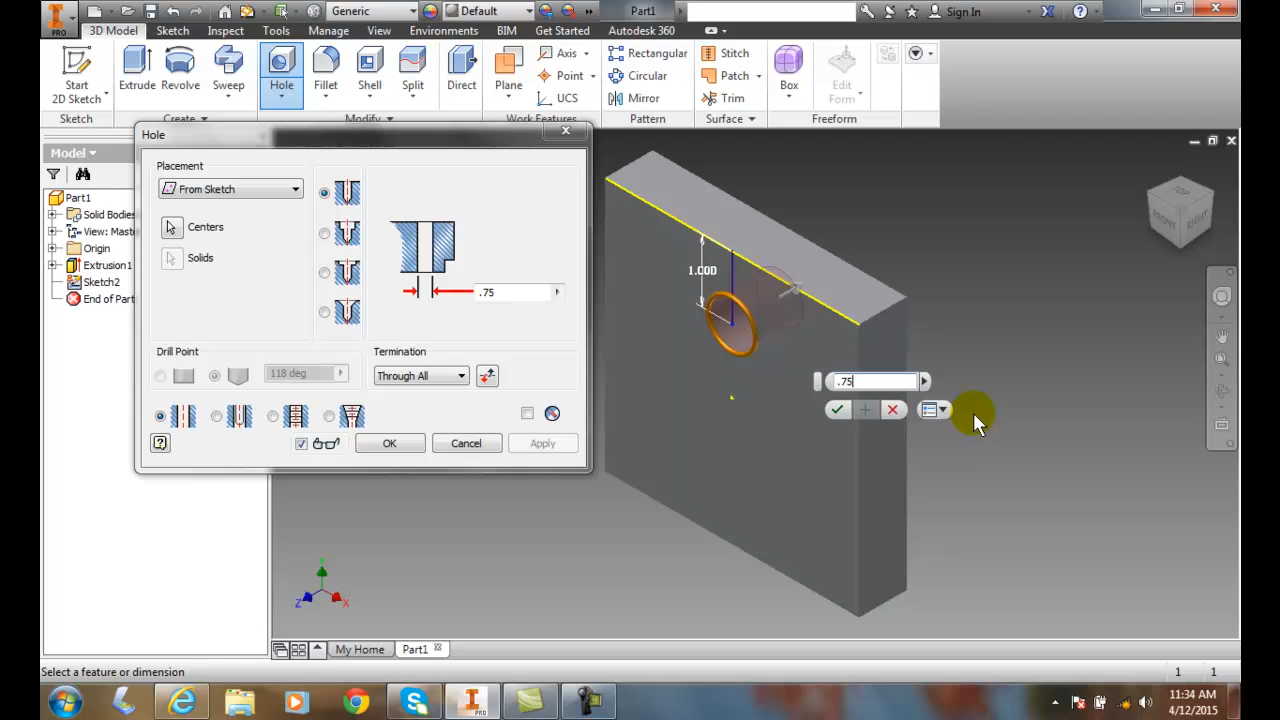 Generic
Default
Part1
Sign In
PRO
3D Model
Sketch
Inspect
Tools
Manage
View
Environments
BIM
Get Started
Autodesk 360
Start
2D Sketch
Extrude
Revolve
Sweep
Hole
Fillet
Shell
Split
Direct
Plane
Axis
Point
UCS
Rectangular
Circular
Mirror
Stitch
Patch
Trim
Box
Edit
Form
Sketch
Create
Modify
Work Features
Pattern
Surface
Freeform
Model
Part1
Solid Bodies
View: Mast
Origin
Extrusion1
Sketch2
End of Part
Hole
Placement
From Sketch
Centers
Solids
.75
Drill Point
118 deg
Termination
Through All
OK
Cancel
Apply
1.000
.75
TOP
FRONT
RIGHT
Y
Z
X
My Home
Part1
Select a feature or dimension
1
1
PRO
11:34 AM
4/12/2015